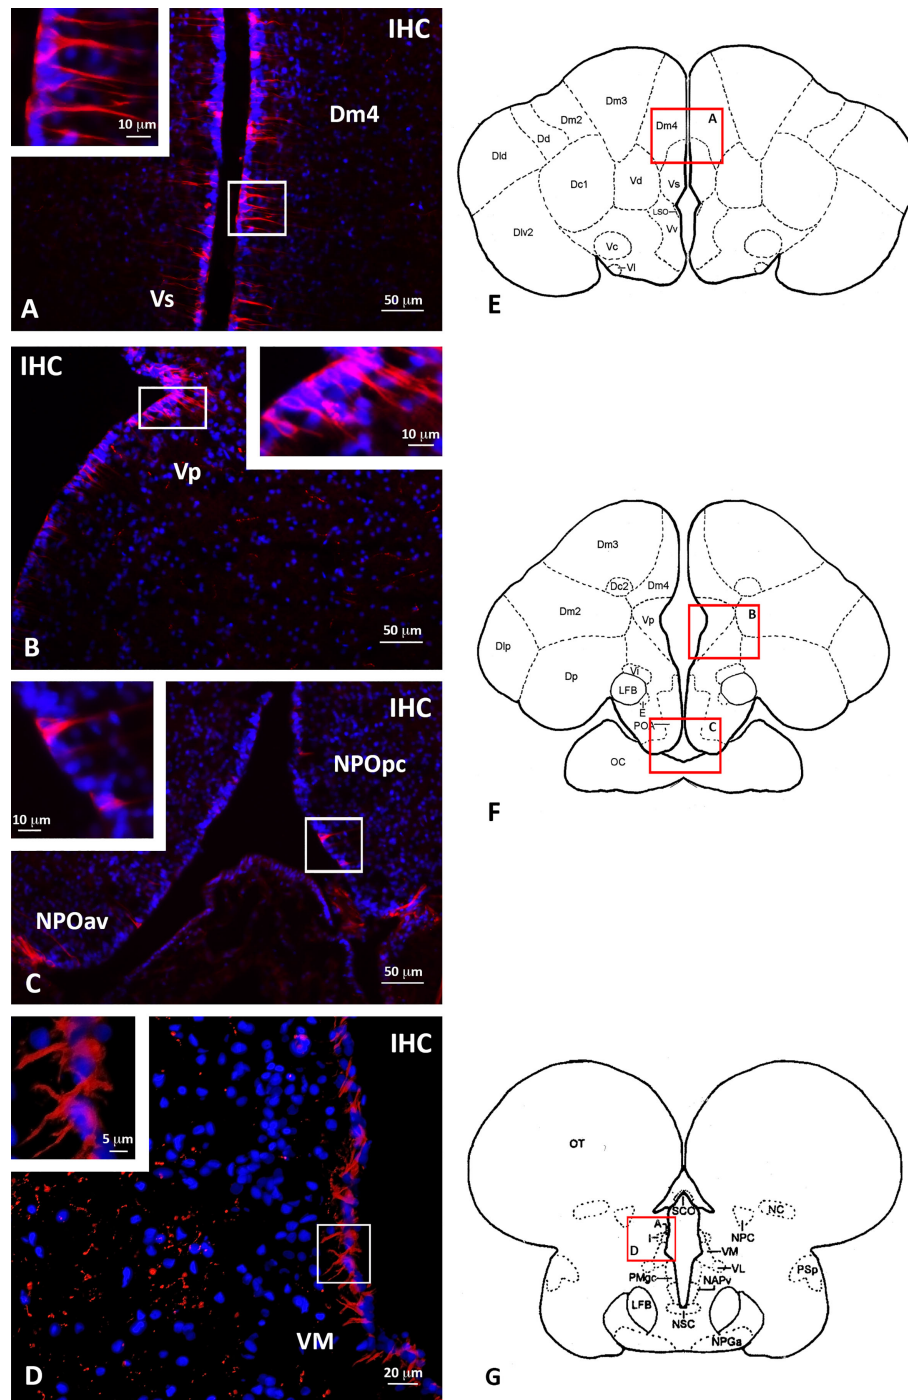 IHC
10 μm
Dm4
Vs
50 μm
A
IHC
Vp
10 μm
50 μm
B
IHC
NPOpc
10 μm
NPOav
50 μm
C
IHC
5 μm
VM
20 μm
D
A
Dm3
Dm2
Dm4
Dd
Dld
Dc1
Vd
Vs
LSO
Dlv2
Vv
Vc
Vl
E
Dm3
Dc2
Dm4
B
Dm2
Vp
Dlp
Dp
Vi
LFB
E
POA
C
OC
F
OT
SCO
NC
A
D
I
NPC
VM
VL
PSp
PMgc
NAPv
LFB
NSC
NPGa
G